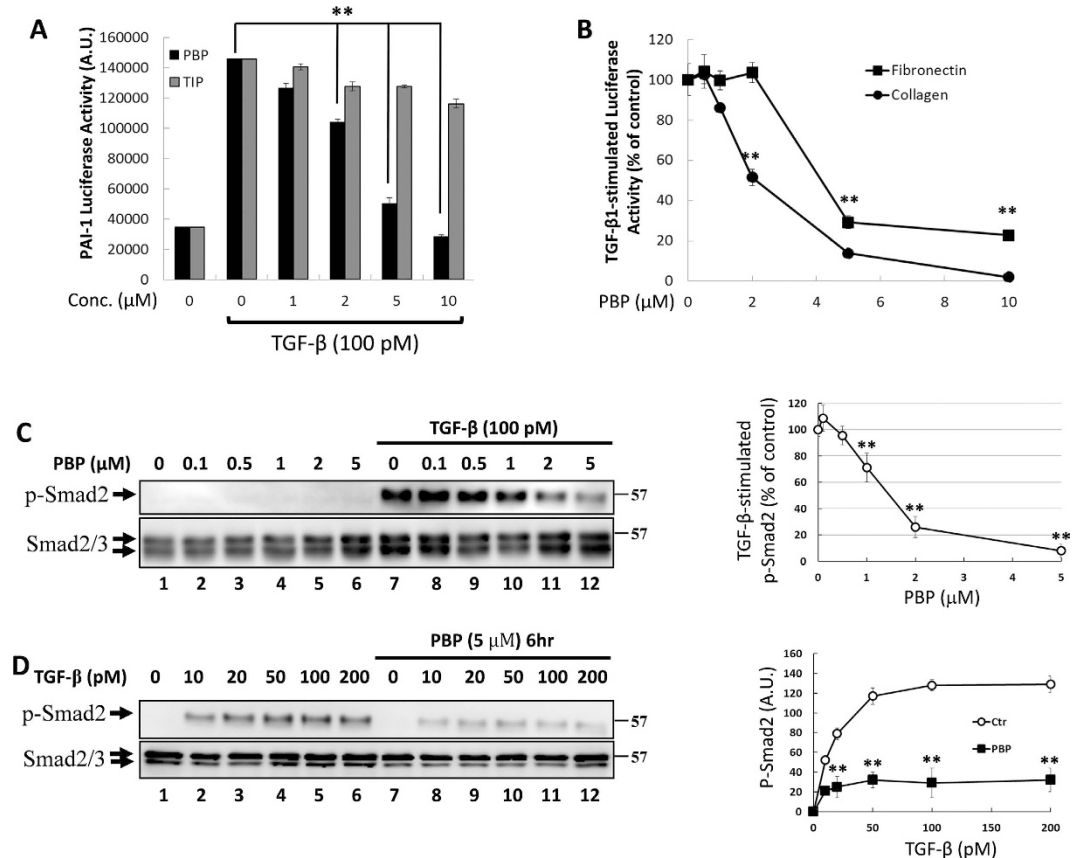 A
**
PBP
TIP
PAI-1 Luciferase Activity (A.U.)
160000
140000
120000
100000
80000
60000
40000
20000
0
Conc. (μM) 0 0 1 2 5 10
TGF-β (100 pM)
B
TGF-β1-stimulated Luciferase
Activity (% of control)
120
100
80
60
40
20
0
Fibronectin
Collagen
**
**
**
PBP (μM) 0 2 4 6 8 10
C
TGF-β (100 pM)
PBP (μM) 0 0.1 0.5 1 2 5 0 0.1 0.5 1 2 5
p-Smad2
57
Smad2/3
57
1 2 3 4 5 6 7 8 9 10 11 12
TGF-β-stimulated
p-Smad2 (% of control)
120
100
80
60
40
20
0
**
**
**
0 1 2 3 4 5
PBP (μM)
D
PBP (5 μM) 6hr
TGF-β (pM) 0 10 20 50 100 200 0 10 20 50 100 200
p-Smad2
57
Smad2/3
57
1 2 3 4 5 6 7 8 9 10 11 12
P-Smad2 (A.U.)
160
140
120
100
80
60
40
20
0
Ctr
PBP
** ** ** **
0 50 100 150 200
TGF-β (pM)